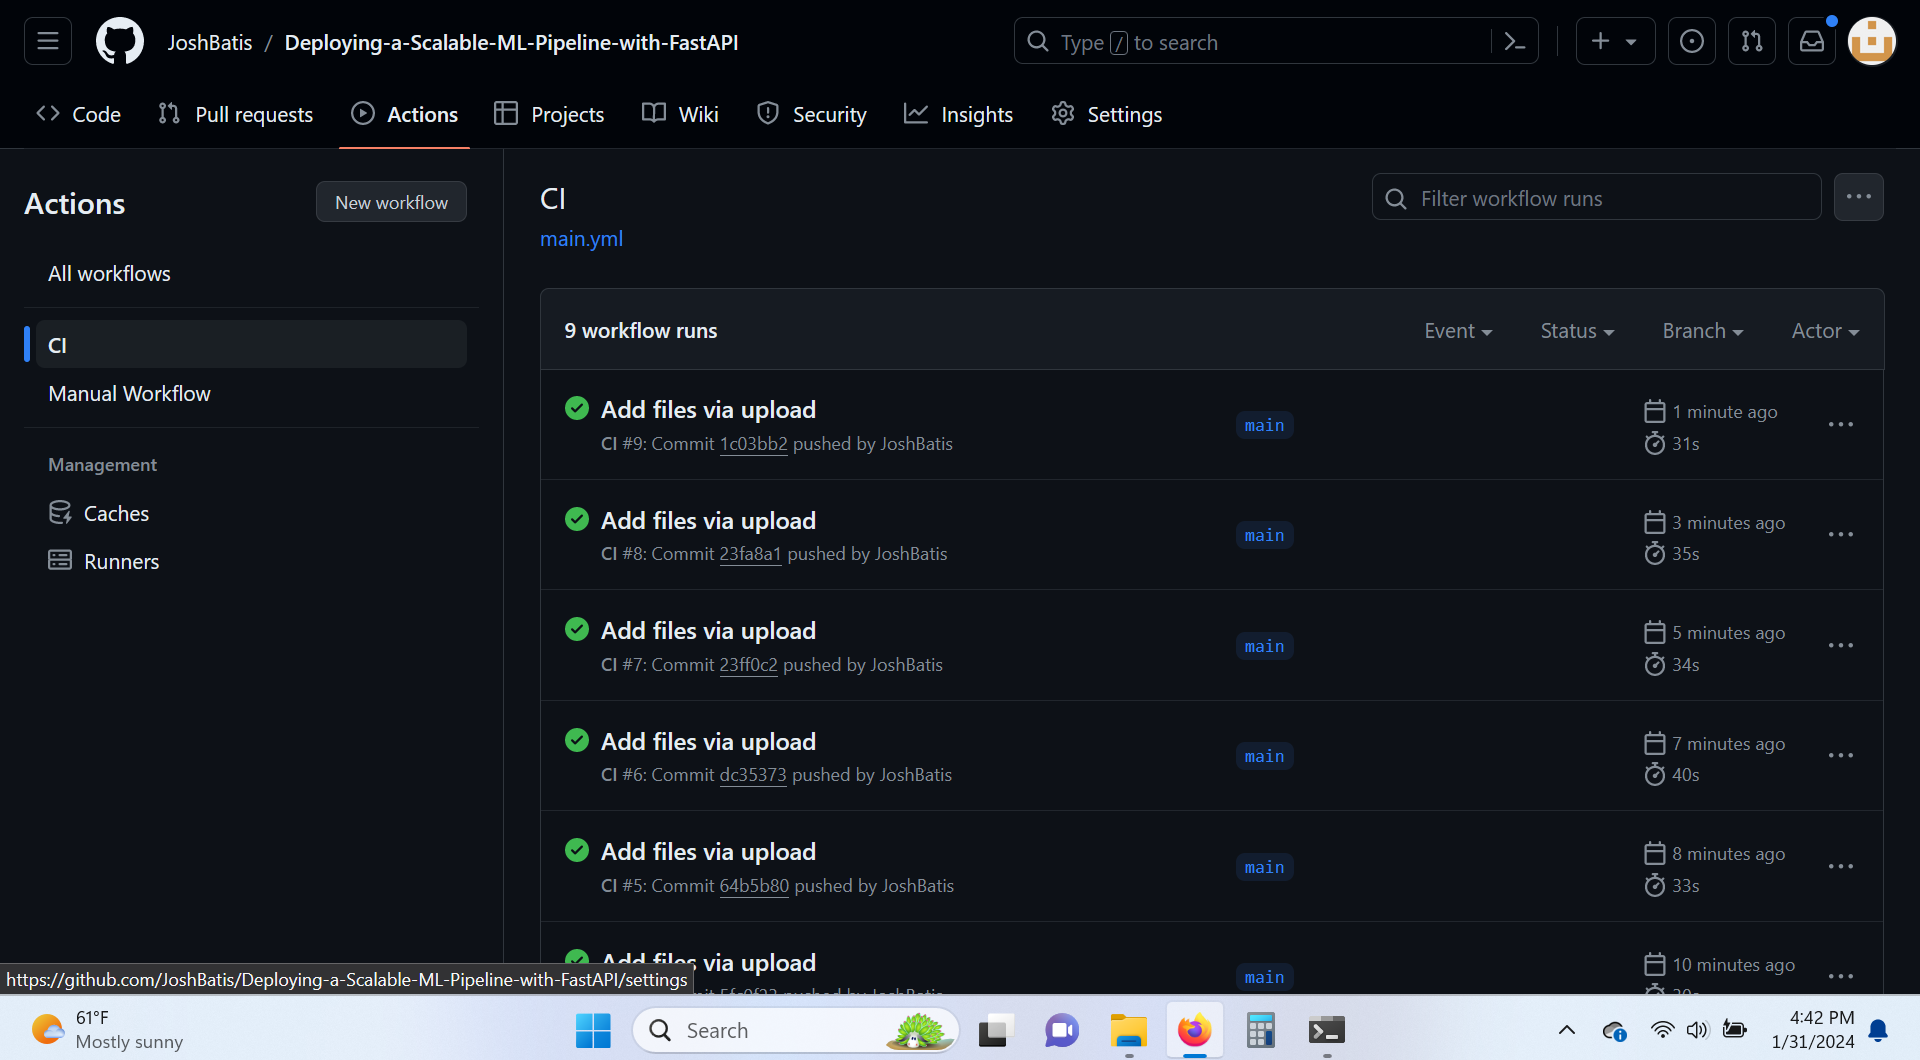 JoshBatis / Deploying-a-Scalable-ML-Pipeline-with-FastAPI
Type / to search
Code
Pull requests
Actions
Projects
Wiki
Security
Insights
Settings
Actions
New workflow
All workflows
CI
Manual Workflow
Management
Caches
Runners
CI
main.yml
Filter workflow runs
9 workflow runs
Event
Status
Branch
Actor
Add files via upload
CI #9: Commit 1c03bb2 pushed by JoshBatis
main
1 minute ago
31s
Add files via upload
CI #8: Commit 23fa8a1 pushed by JoshBatis
main
3 minutes ago
35s
Add files via upload
CI #7: Commit 23ff0c2 pushed by JoshBatis
main
5 minutes ago
34s
Add files via upload
CI #6: Commit dc35373 pushed by JoshBatis
main
7 minutes ago
40s
Add files via upload
CI #5: Commit 64b5b80 pushed by JoshBatis
main
8 minutes ago
33s
Add files via upload
main
10 minutes ago
https://github.com/JoshBatis/Deploying-a-Scalable-ML-Pipeline-with-FastAPI/settings
61°F
Mostly sunny
Search
4:42 PM
1/31/2024